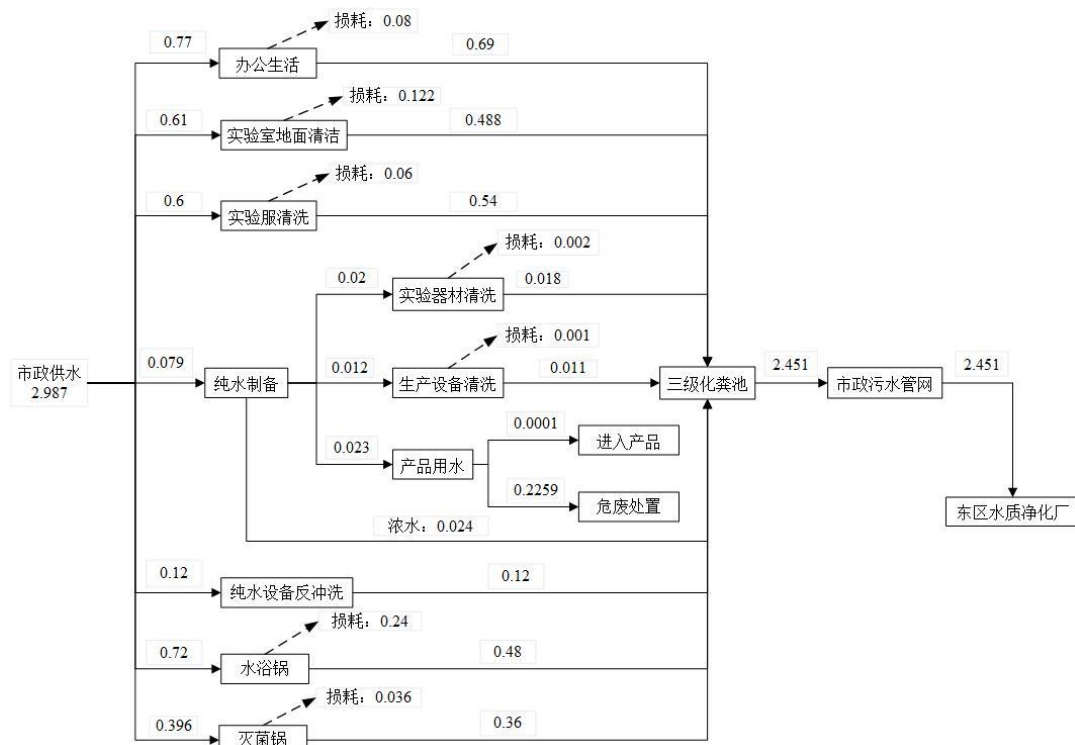 损耗：0.08
0.77
0.69
办公生活
损耗：0.122
0.61
0.488
实验室地面清洁
损耗：0.06
0.6
0.54
实验服清洗
损耗：0.002
0.02
0.018
实验器材清洗
损耗：0.001
市政供水
2.987
0.079
纯水制备
0.012
生产设备清洗
0.011
三级化粪池
2.451
市政污水管网
2.451
0.0001
进入产品
0.023
产品用水
0.2259
危废处置
东区水质净化厂
浓水：0.024
0.12
0.12
纯水设备反冲洗
损耗：0.24
0.72
0.48
水浴锅
损耗：0.036
0.396
0.36
灭菌锅